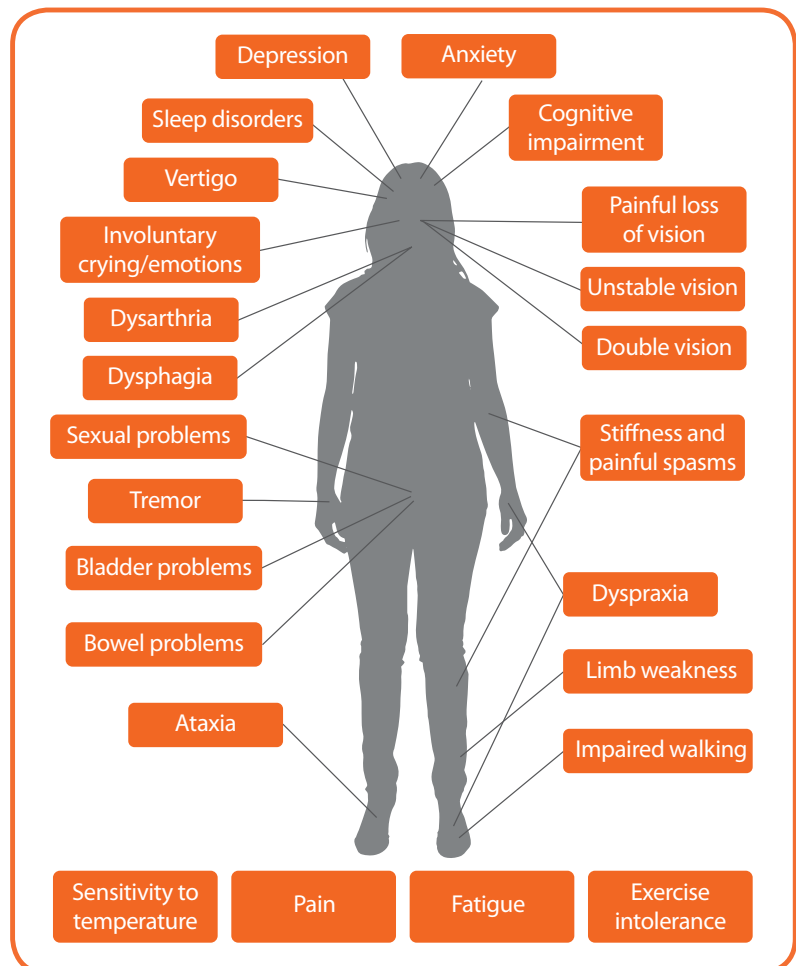 Depression
Anxiety
Sleep disorders
Cognitive
impairment
Vertigo
Painful loss
of vision
Involuntary
crying/emotions
Unstable vision
Dysarthria
Double vision
Dysphagia
Sexual problems
Stiffness and
painful spasms
Tremor
Bladder problems
Dyspraxia
Bowel problems
Limb weakness
Ataxia
Impaired walking
Sensitivity to
temperature
Pain
Fatigue
Exercise
intolerance